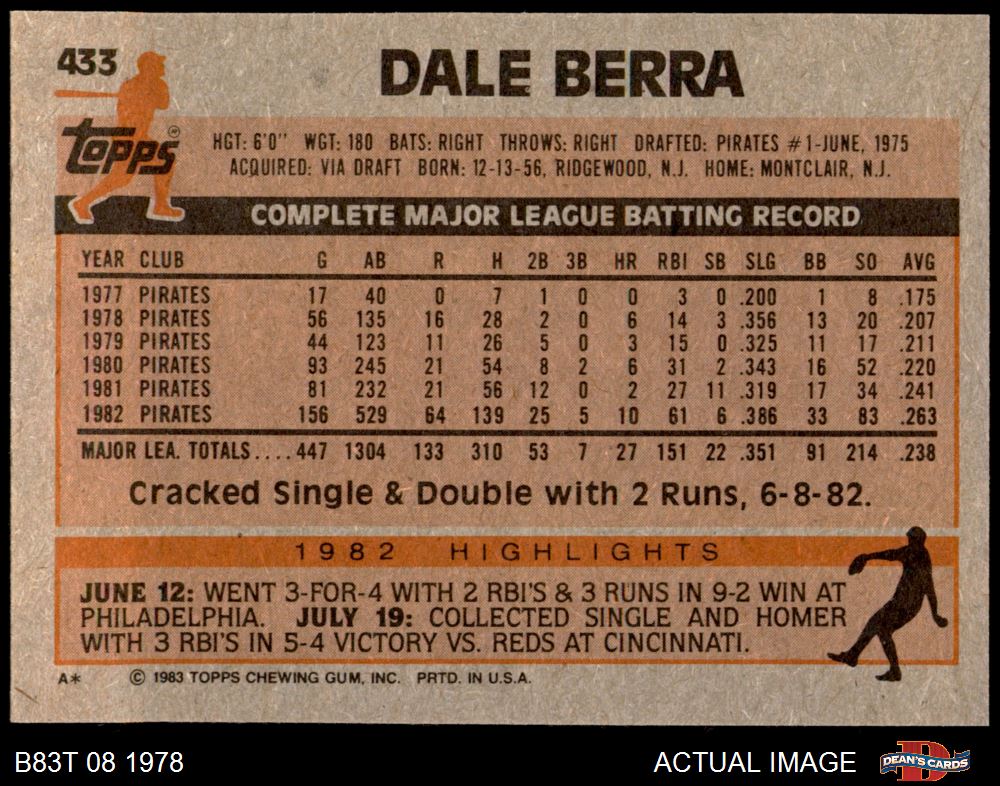 433
DALE BERRA
Topps®
HGT: 6'0" WGT: 180 BATS: RIGHT THROWS: RIGHT DRAFTED: PIRATES #1-JUNE, 1975
ACQUIRED: VIA DRAFT BORN: 12-13-56, RIDGEWOOD, N.J. HOME: MONTCLAIR, N.J.
COMPLETE MAJOR LEAGUE BATTING RECORD
YEAR CLUB G AB R H 2B 3B HR RBI SB SLG BB SO AVG
1977 PIRATES 17 40 0 7 1 0 0 3 0 .200 1 8 .175
1978 PIRATES 56 135 16 28 2 0 6 14 3 .356 13 20 .207
1979 PIRATES 44 123 11 26 5 0 3 15 0 .325 11 17 .211
1980 PIRATES 93 245 21 54 8 2 6 31 2 .343 16 52 .220
1981 PIRATES 81 232 21 56 12 0 2 27 11 .319 17 34 .241
1982 PIRATES 156 529 64 139 25 5 10 61 6 .386 33 83 .263
MAJOR LEA. TOTALS....447 1304 133 310 53 7 27 151 22 .351 91 214 .238
Cracked Single & Double with 2 Runs, 6-8-82.
1982 HIGHLIGHTS
JUNE 12: WENT 3-FOR-4 WITH 2 RBI'S & 3 RUNS IN 9-2 WIN AT
PHILADELPHIA. JULY 19: COLLECTED SINGLE AND HOMER
WITH 3 RBI'S IN 5-4 VICTORY VS. REDS AT CINCINNATI.
A* © 1983 TOPPS CHEWING GUM, INC. PRTD. IN U.S.A.
B83T 08 1978 ACTUAL IMAGE D DEAN'S CARDS